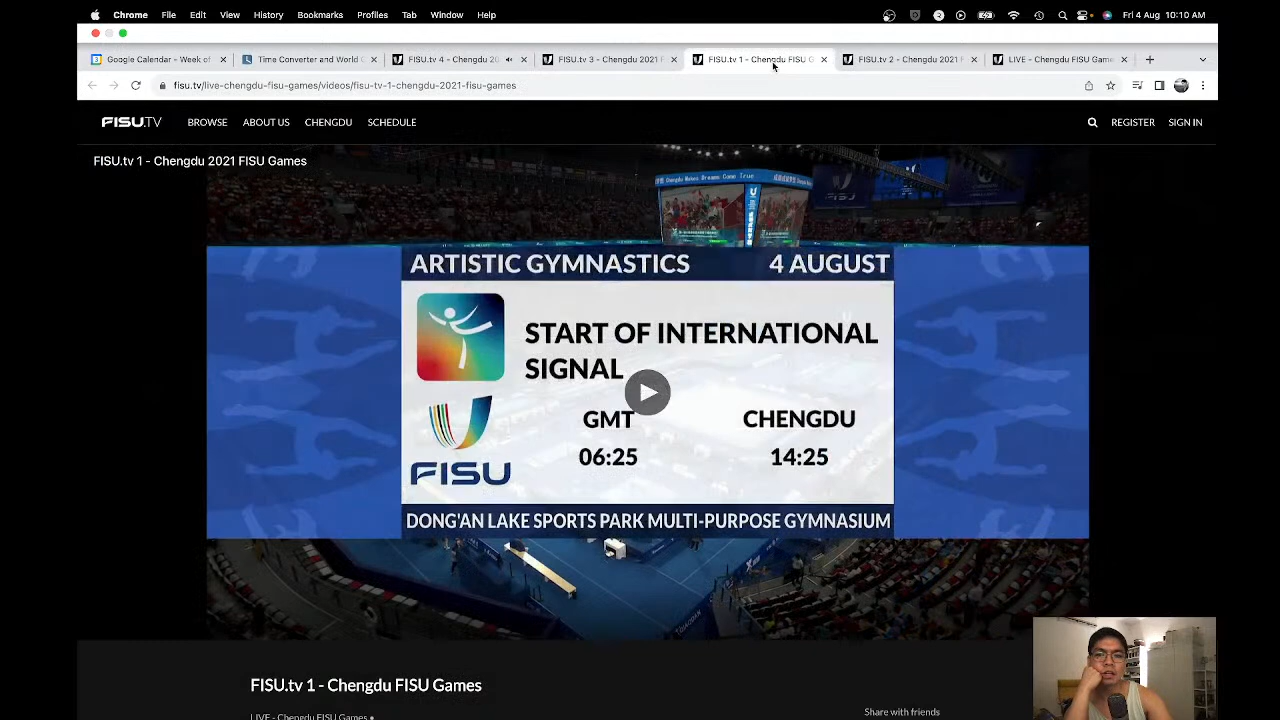 Chrome File Edit View History Bookmarks Profiles Tab Window Help Fri 4 Aug 10:10 AM
Google Calendar - Week of Time Converter and World C FISU.tv 4 - Chengdu 20 FISU.tv 3 - Chengdu 2021 F FISU.tv 1 - Chengdu FISU G FISU.tv 2 - Chengdu 2021 F LIVE - Chengdu FISU Game
fisu.tv/live-chengdu-fisu-games/videos/fisu-tv-1-chengdu-2021-fisu-games
FISU.TV BROWSE ABOUT US CHENGDU SCHEDULE REGISTER SIGN IN
FISU.tv 1 - Chengdu 2021 FISU Games
Chengdu Makes Dreams Come True
ARTISTIC GYMNASTICS 4 AUGUST
START OF INTERNATIONAL
SIGNAL
GMT CHENGDU
06:25 14:25
FISU
DONG'AN LAKE SPORTS PARK MULTI-PURPOSE GYMNASIUM
FISU.tv 1 - Chengdu FISU Games
LIVE - Chengdu FISU Games •
Share with friends